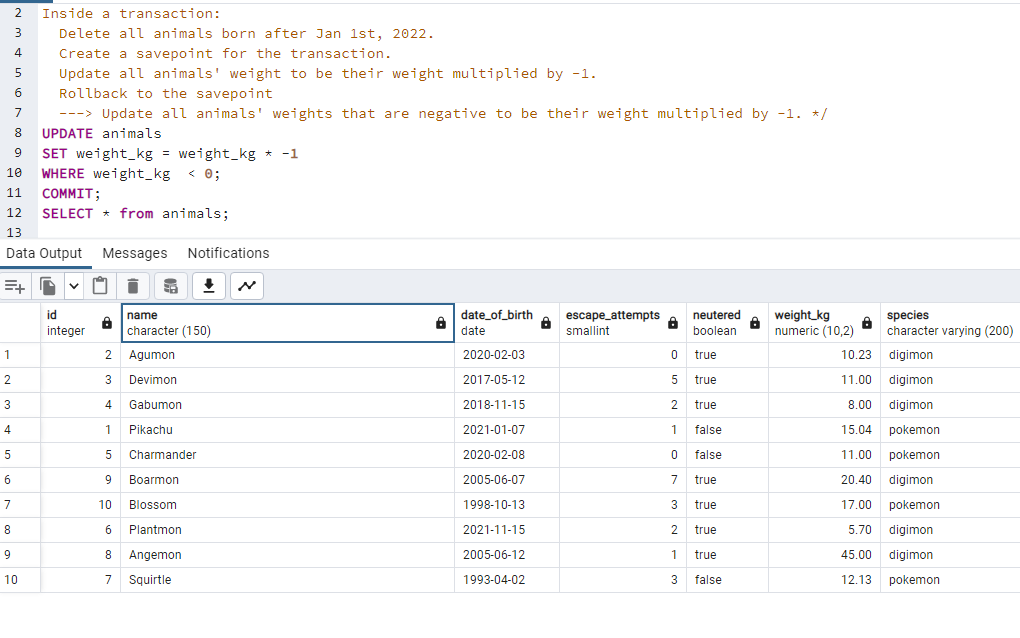 2 Inside a transaction:
3 Delete all animals born after Jan 1st, 2022.
4 Create a savepoint for the transaction.
5 Update all animals' weight to be their weight multiplied by -1.
6 Rollback to the savepoint
7 ---> Update all animals' weights that are negative to be their weight multiplied by -1. */
8 UPDATE animals
9 SET weight_kg = weight_kg * -1
10 WHERE weight_kg  < 0;
11 COMMIT;
12 SELECT * from animals;
13
Data Output Messages Notifications
id name date_of_birth escape_attempts neutered weight_kg species
integer character (150) date smallint boolean numeric (10,2) character varying (200)
1 2 Agumon 2020-02-03 0 true 10.23 digimon
2 3 Devimon 2017-05-12 5 true 11.00 digimon
3 4 Gabumon 2018-11-15 2 true 8.00 digimon
4 1 Pikachu 2021-01-07 1 false 15.04 pokemon
5 5 Charmander 2020-02-08 0 false 11.00 pokemon
6 9 Boarmon 2005-06-07 7 true 20.40 digimon
7 10 Blossom 1998-10-13 3 true 17.00 pokemon
8 6 Plantmon 2021-11-15 2 true 5.70 digimon
9 8 Angemon 2005-06-12 1 true 45.00 digimon
10 7 Squirtle 1993-04-02 3 false 12.13 pokemon